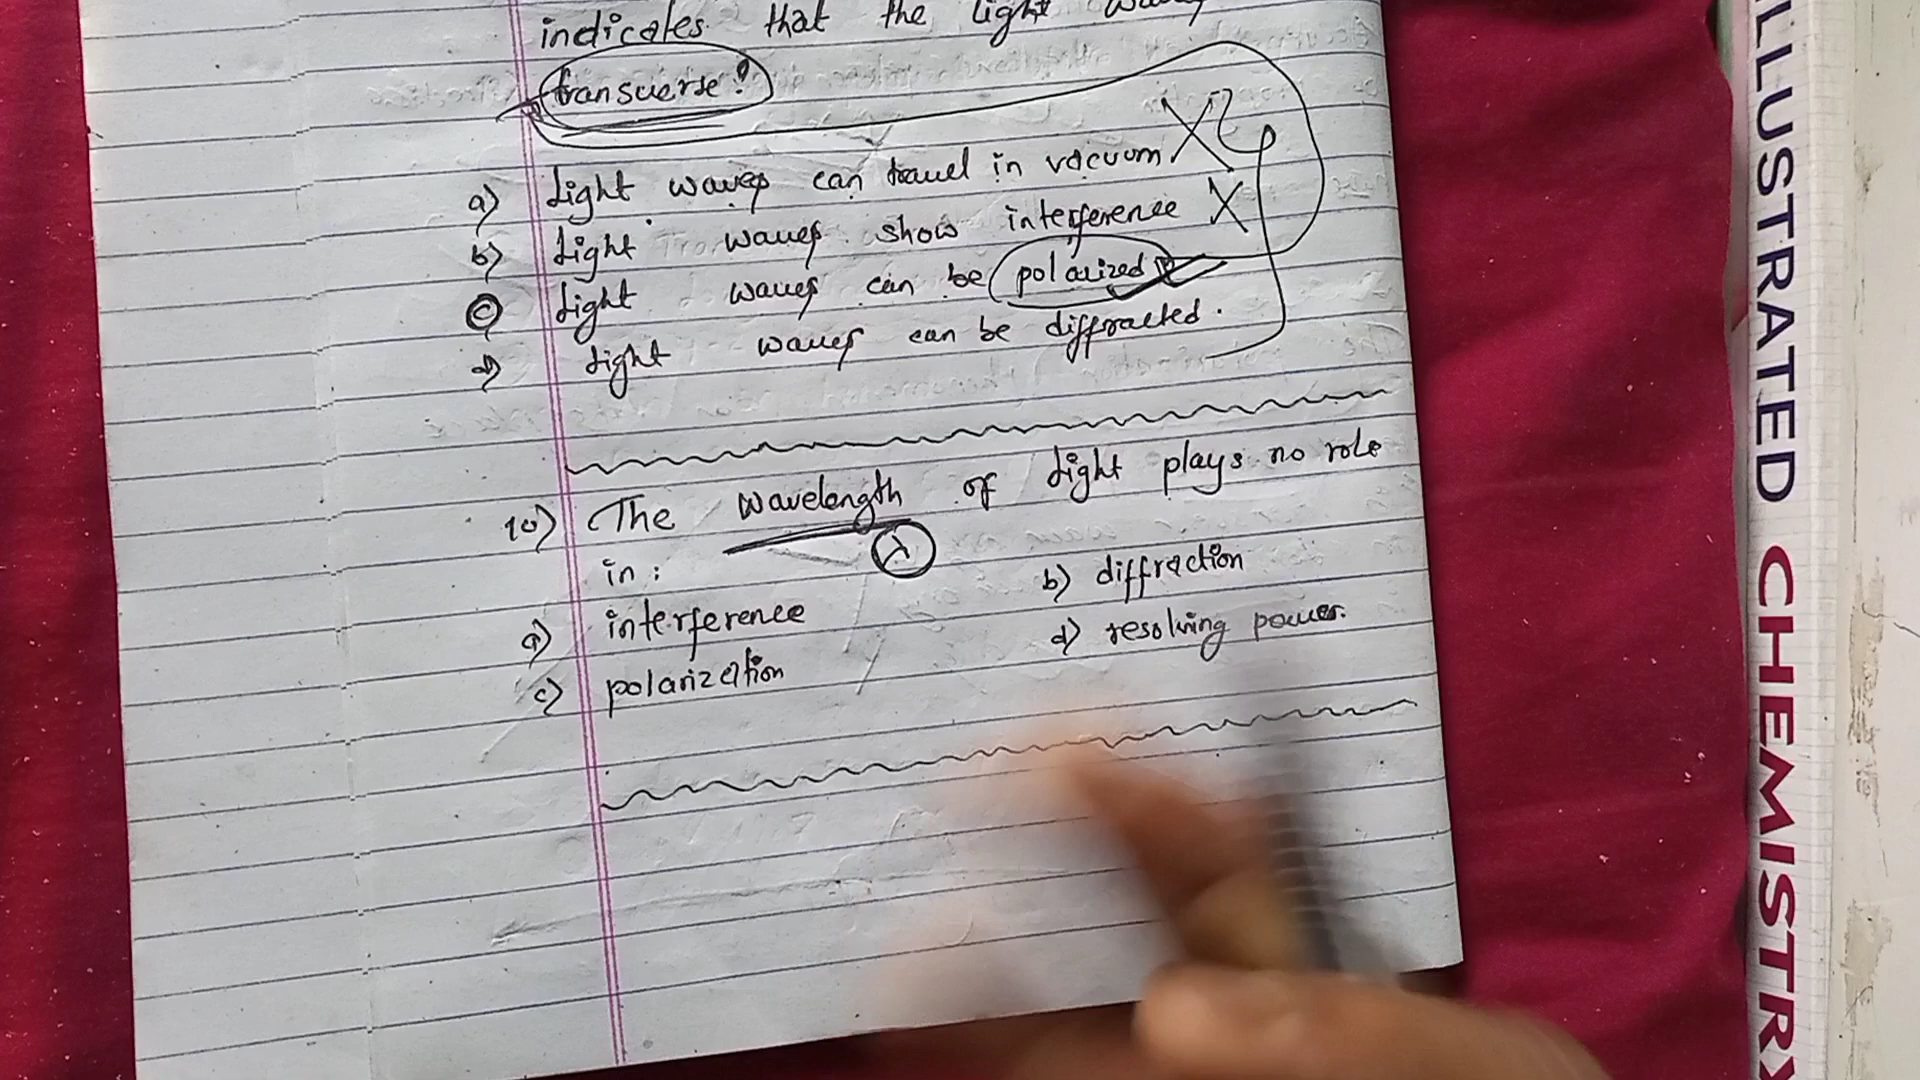 indicates that the light
transverse?
a) Light waves can travel in vacuum
b) Light waves show interference
c) Light waves can be polarized
d) Light waves can be diffracted.
10) The wavelength of Light plays no role
λ
in :
a) interference b) diffraction
c) polarization d) resolving power.
ILLUSTRATED CHEMISTRY